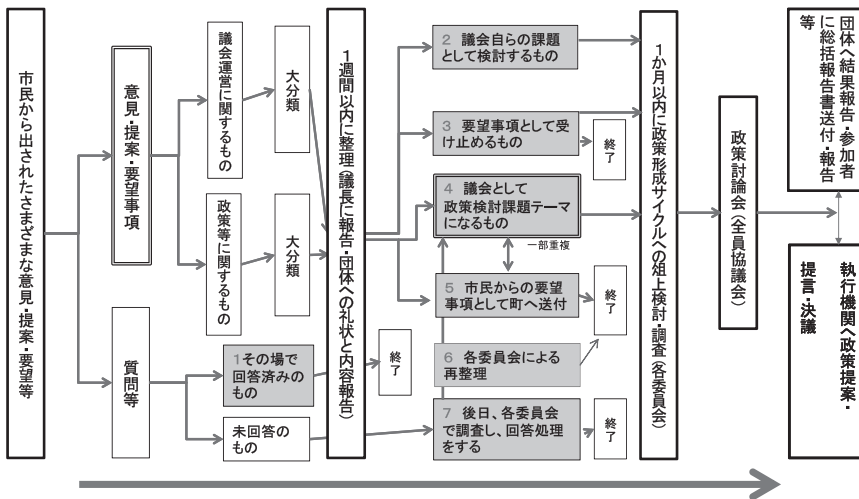 市民から出されたさまざまな意見・提案・要望等
意見・提案・要望事項
質問等
議会運営に関するもの
政策等に関するもの
1その場で
回答済みの
もの
未回答の
もの
大分類
大分類
1週間以内に整理(議長に報告・団体への礼状と内容報告)
終了
2 議会自らの課題
として検討するもの
3 要望事項として受
け止めるもの
終了
4 議会として
政策検討課題テーマ
になるもの
一部重複
5 市民からの要望
事項として町へ送付
終了
6 各委員会による
再整理
7 後日、各委員会
で調査し、回答処理
をする
終了
1か月以内に政策形成サイクルへの俎上検討・調査(各委員会)
政策討論会(全員協議会)
団体へ結果報告・参加者
に総括報告書送付・報告
等
執行機関へ政策提案・
提言・決議